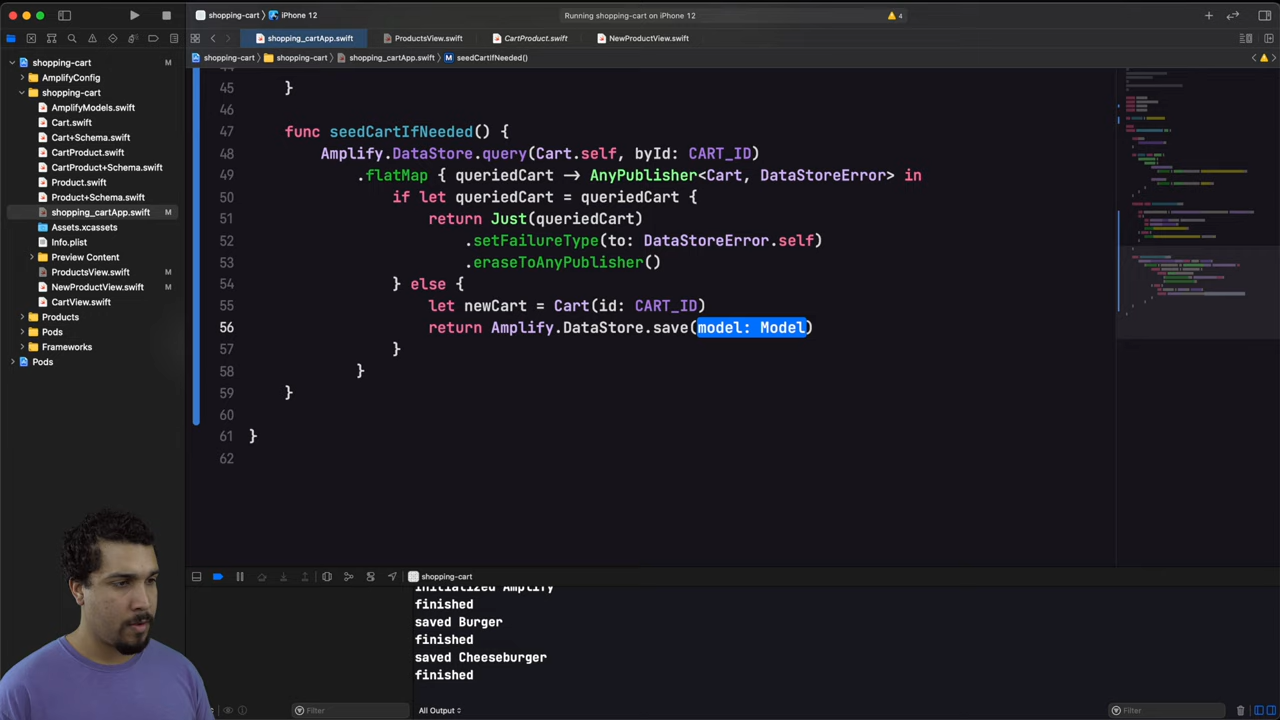 shopping-cart
iPhone 12
Running shopping-cart on iPhone 12
4
shopping_cartApp.swift
ProductsView.swift
CartProduct.swift
NewProductView.swift
shopping-cart
shopping-cart
shopping_cartApp.swift
M seedCartIfNeeded()
shopping-cart M
AmplifyConfig
shopping-cart
AmplifyModels.swift
Cart.swift
Cart+Schema.swift
CartProduct.swift
CartProduct+Schema.swift
Product.swift
Product+Schema.swift
shopping_cartApp.swift M
Assets.xcassets
Info.plist
Preview Content
ProductsView.swift M
NewProductView.swift M
CartView.swift
Products
Pods
Frameworks
Pods
44
45 }
46
47 func seedCartIfNeeded() {
48 Amplify.DataStore.query(Cart.self, byId: CART_ID)
49 .flatMap { queriedCart -> AnyPublisher<Cart, DataStoreError> in
50 if let queriedCart = queriedCart {
51 return Just(queriedCart)
52 .setFailureType(to: DataStoreError.self)
53 .eraseToAnyPublisher()
54 } else {
55 let newCart = Cart(id: CART_ID)
56 return Amplify.DataStore.save(model: Model)
57 }
58 }
59 }
60
61 }
62
shopping-cart
Initialized Amplify
finished
saved Burger
finished
saved Cheeseburger
finished
Filter
All Output
Filter